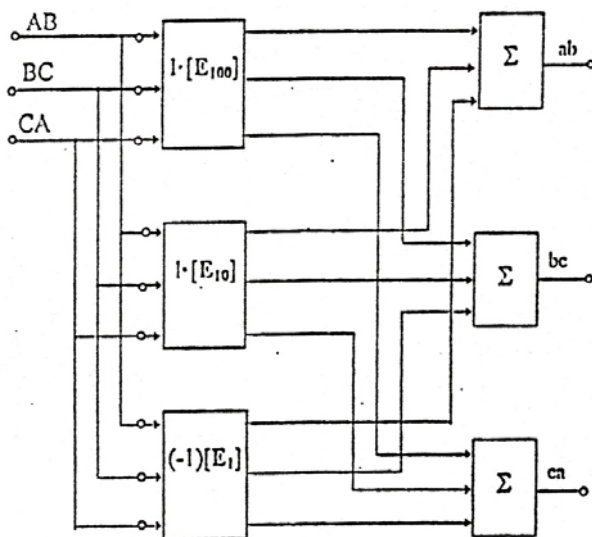 AB
BC
CA
1·[E₁₀₀]
Σ
ab
1·[E₁₀]
Σ
bc
(-1)[E₁]
Σ
ca